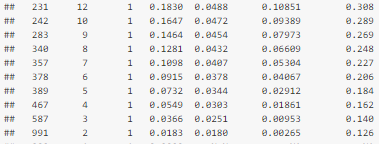 ## 231 12 1 0.1830 0.0488 0.10851 0.308
## 242 10 1 0.1647 0.0472 0.09389 0.289
## 283 9 1 0.1464 0.0454 0.07973 0.269
## 340 8 1 0.1281 0.0432 0.06609 0.248
## 357 7 1 0.1098 0.0407 0.05304 0.227
## 378 6 1 0.0915 0.0378 0.04067 0.206
## 389 5 1 0.0732 0.0344 0.02912 0.184
## 467 4 1 0.0549 0.0303 0.01861 0.162
## 587 3 1 0.0366 0.0251 0.00953 0.140
## 991 2 1 0.0183 0.0180 0.00265 0.126